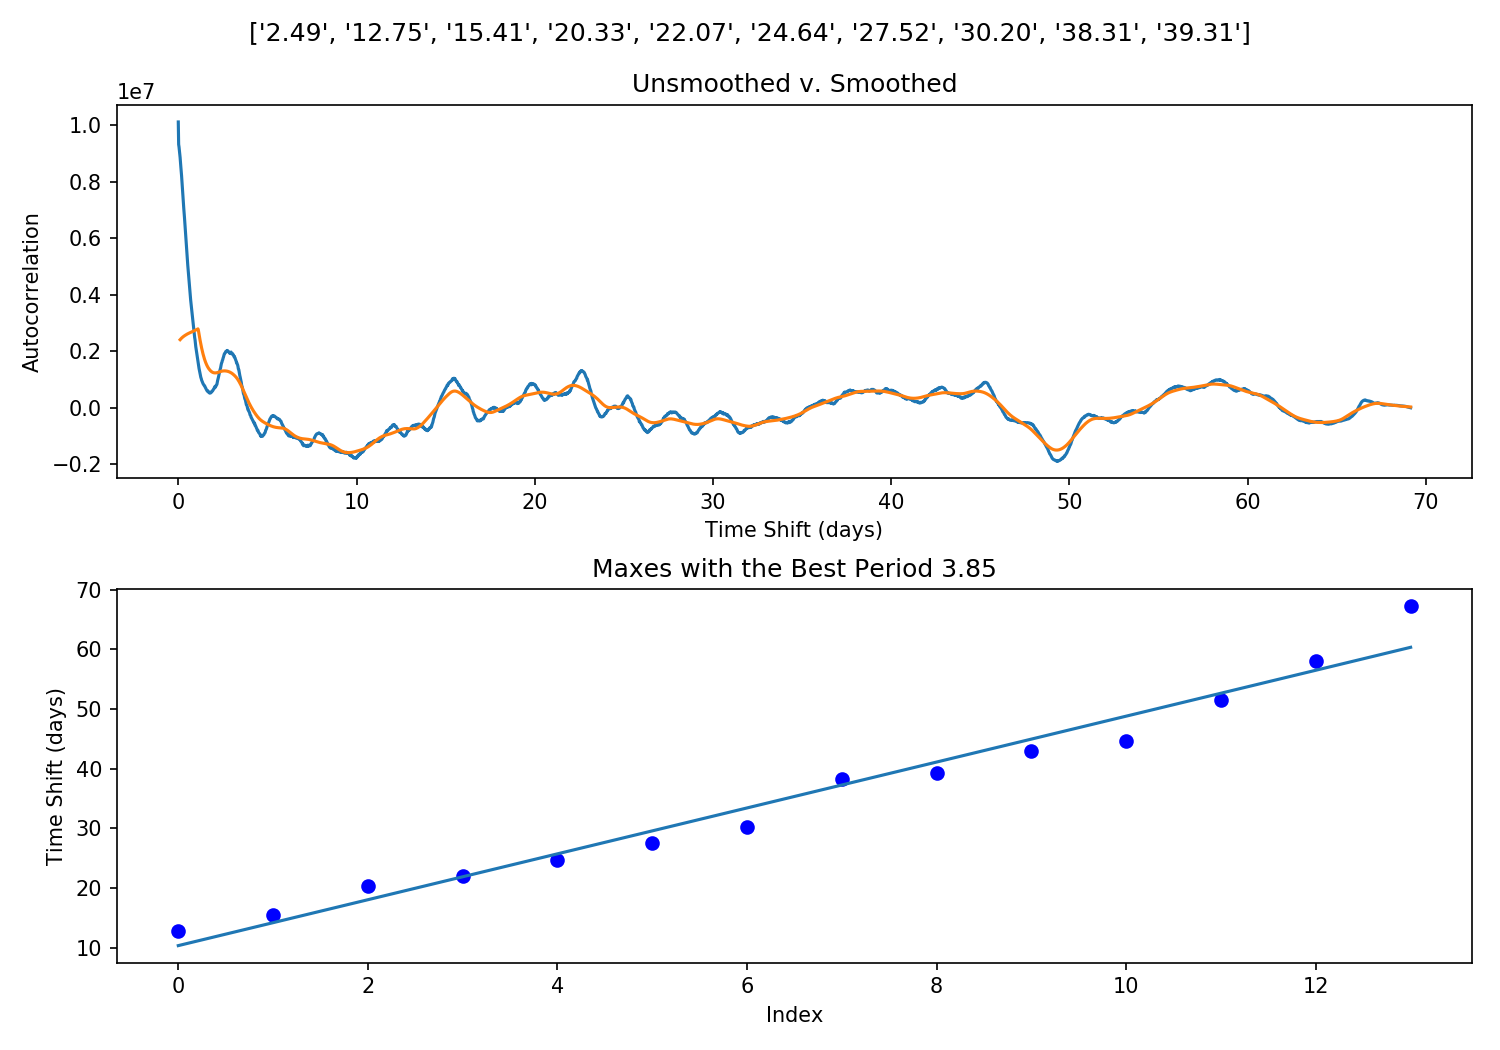 ['2.49', '12.75', '15.41', '20.33', '22.07', '24.64', '27.52', '30.20', '38.31', '39.31']
Unsmoothed v. Smoothed
1e7
1.0
0.8
0.6
0.4
0.2
0.0
−0.2
Autocorrelation
0 10 20 30 40 50 60 70
Time Shift (days)
Maxes with the Best Period 3.85
70
60
50
40
30
20
10
Time Shift (days)
0 2 4 6 8 10 12
Index